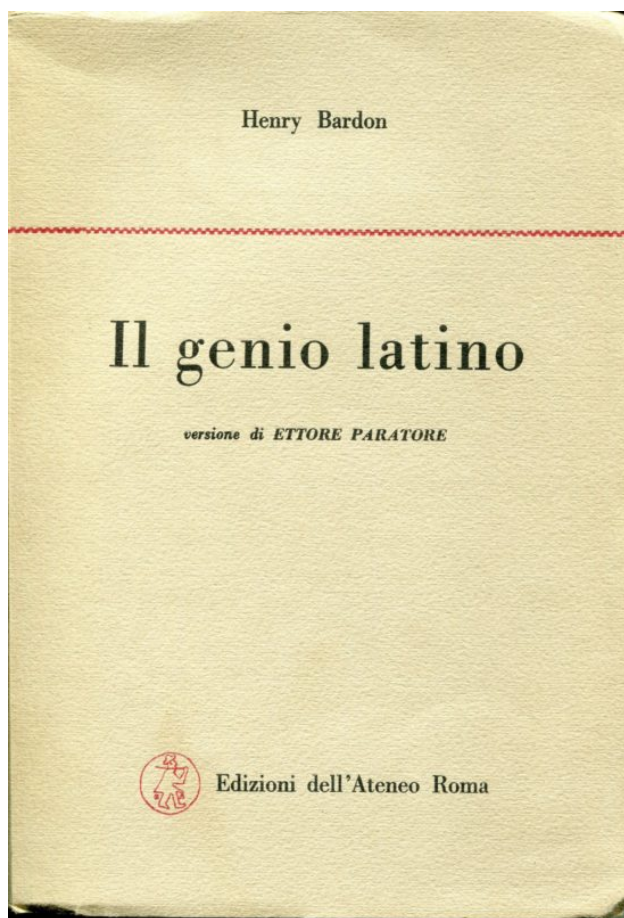 Henry Bardon
Il genio latino
versione di ETTORE PARATORE
Edizioni dell'Ateneo Roma